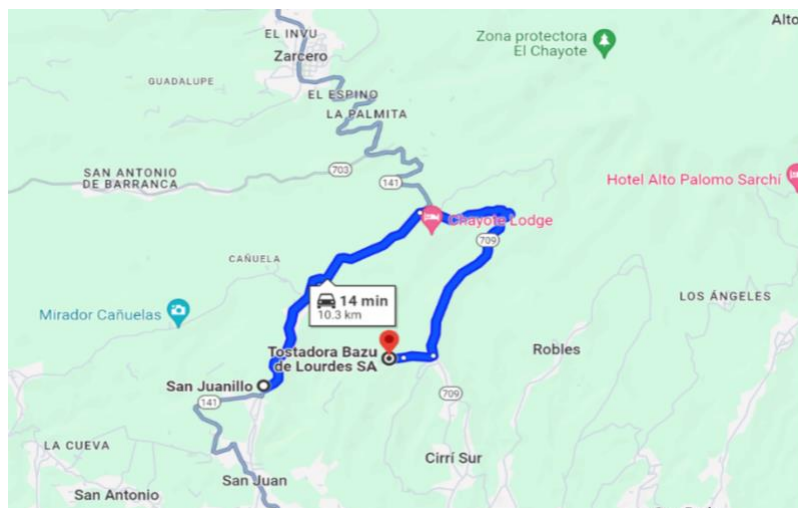 Alto
EL INVU
Zarcero
Zona protectora
El Chayote
GUADALUPE
EL ESPINO
LA PALMITA
703
SAN ANTONIO
DE BARRANCA
141
Hotel Alto Palomo Sarchí
Chayote Lodge
709
CAÑUELA
14 min
10.3 km
LOS ÁNGELES
Mirador Cañuelas
Tostadora Bazu
de Lourdes SA
Robles
San Juanillo
141
709
LA CUEVA
Cirrí Sur
San Juan
San Antonio